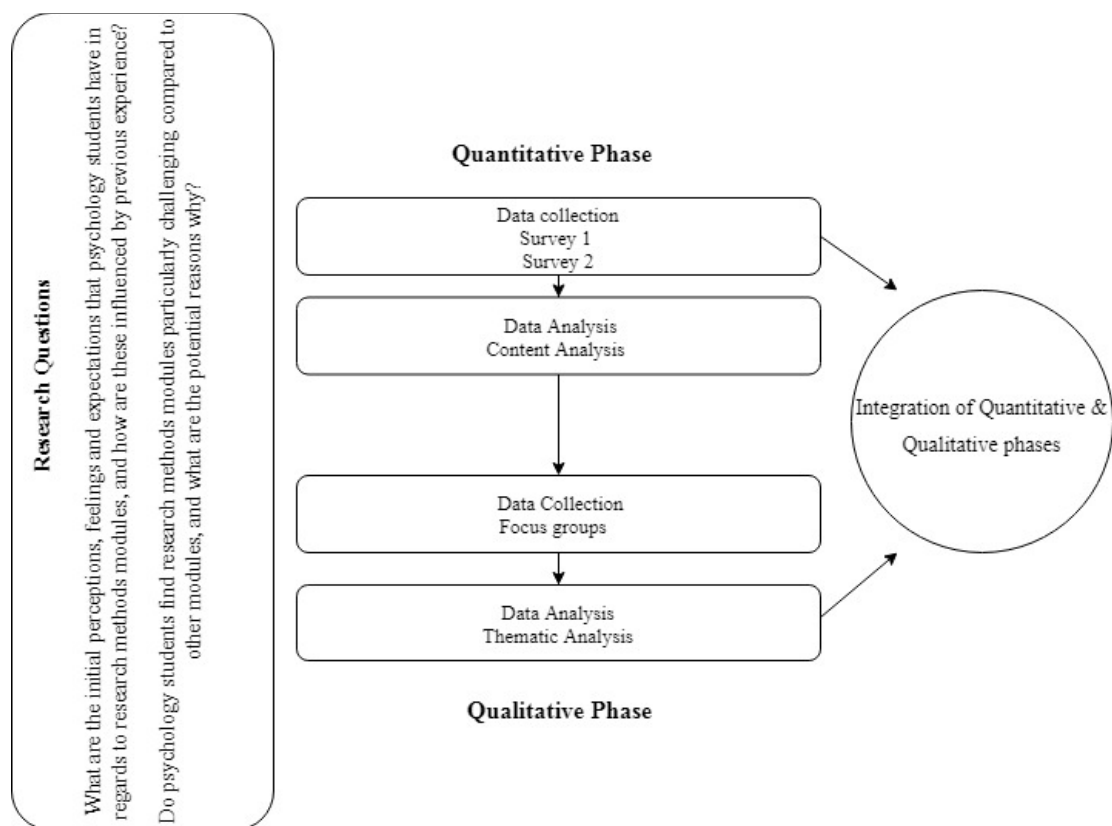 Research Questions
What are the initial perceptions, feelings and expectations that psychology students have in
regards to research methods modules, and how are these influenced by previous experience?
Do psychology students find research methods modules particularly challenging compared to
other modules, and what are the potential reasons why?
Quantitative Phase
Data collection
Survey 1
Survey 2
Data Analysis
Content Analysis
Data Collection
Focus groups
Data Analysis
Thematic Analysis
Qualitative Phase
Integration of Quantitative &
Qualitative phases